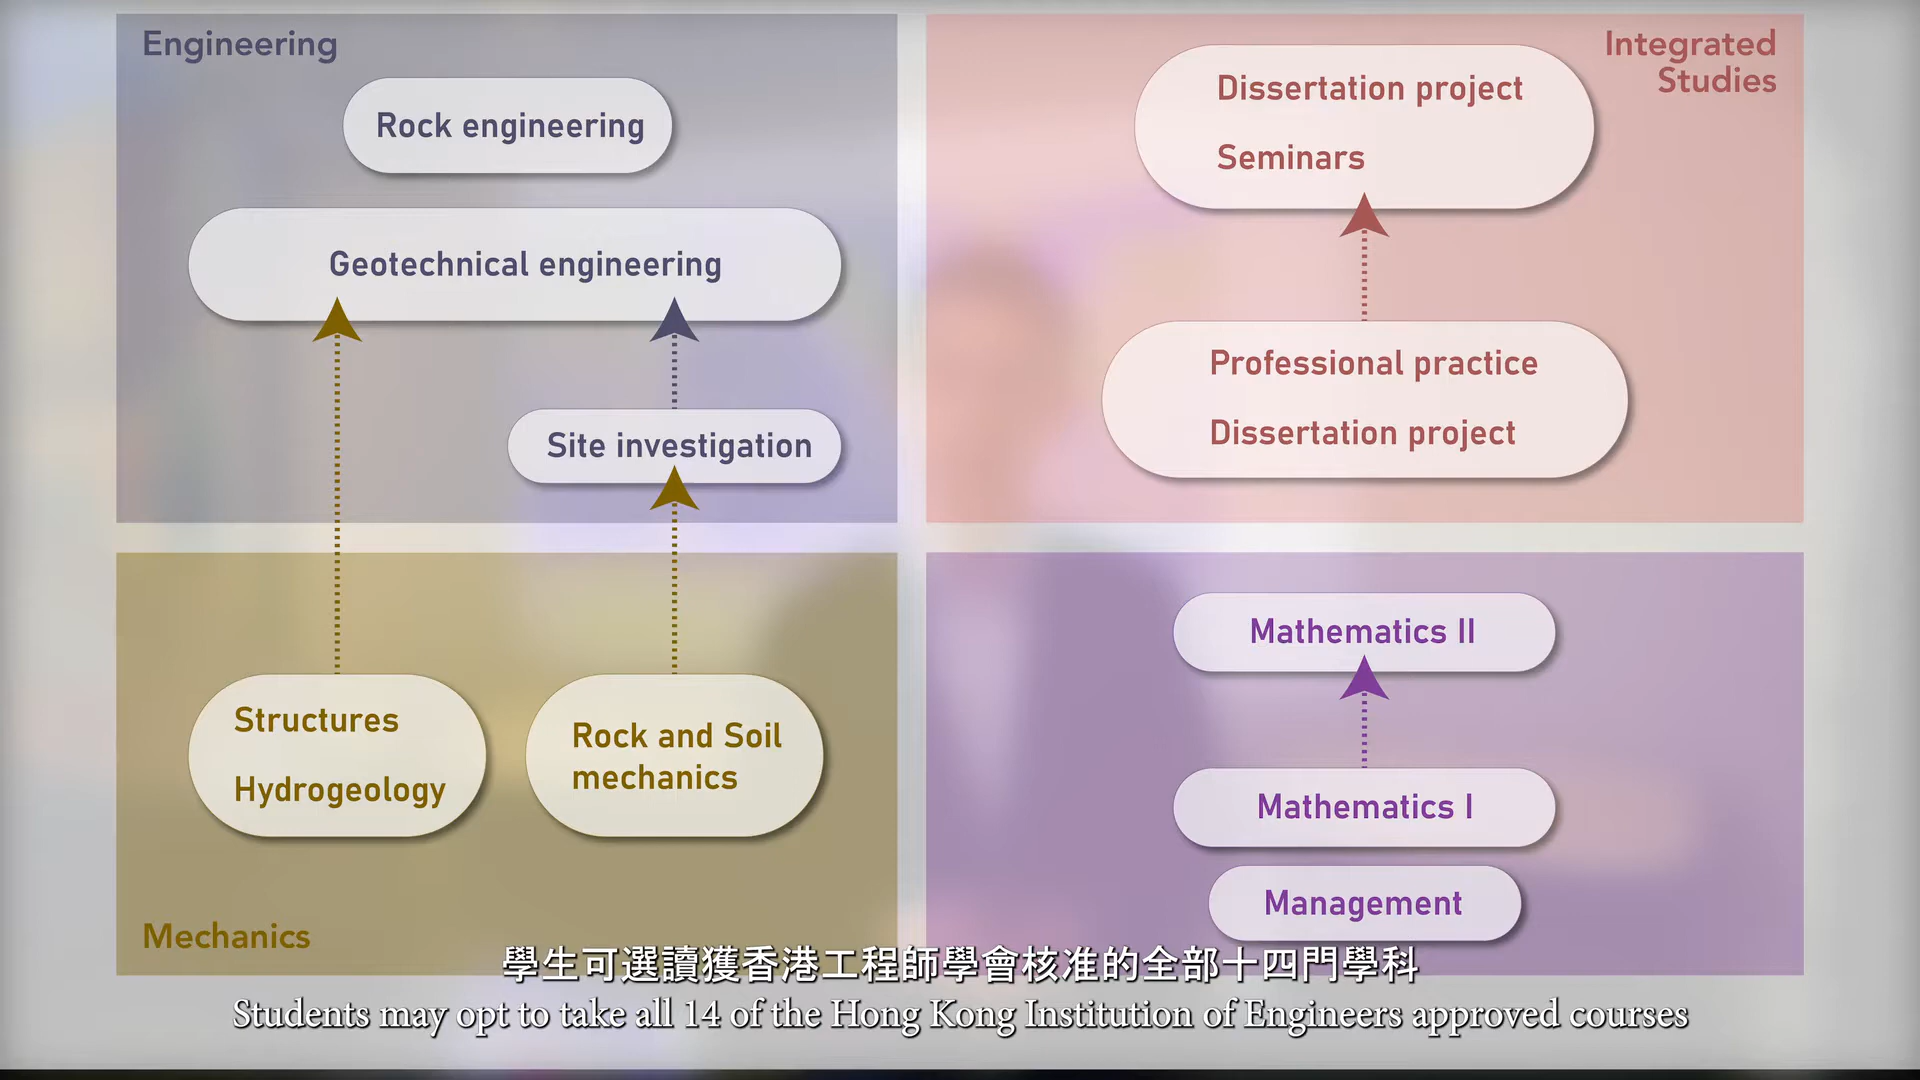 Engineering
Rock engineering
Geotechnical engineering
Site investigation
Integrated
Studies
Dissertation project
Seminars
Professional practice
Dissertation project
Structures
Hydrogeology
Rock and Soil
mechanics
Mechanics
Mathematics II
Mathematics I
Management
學生可選讀獲香港工程師學會核准的全部十四門學科
Students may opt to take all 14 of the Hong Kong Institution of Engineers approved courses